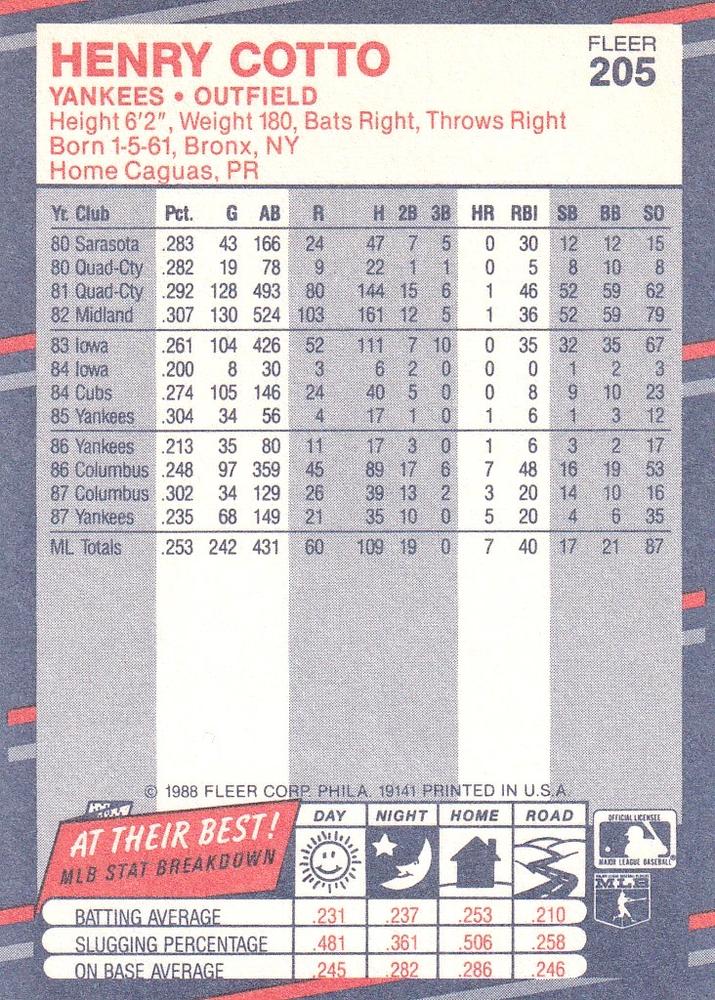 HENRY COTTO
FLEER
205
YANKEES • OUTFIELD
Height 6'2", Weight 180, Bats Right, Throws Right
Born 1-5-61, Bronx, NY
Home Caguas, PR
Yr. Club Pct. G AB R H 2B 3B HR RBI SB BB SO
80 Sarasota .283 43 166 24 47 7 5 0 30 12 12 15
80 Quad-Cty .282 19 78 9 22 1 1 0 5 8 10 8
81 Quad-Cty .292 128 493 80 144 15 6 1 46 52 59 62
82 Midland .307 130 524 103 161 12 5 1 36 52 59 79
83 Iowa .261 104 426 52 111 7 10 0 35 32 35 67
84 Iowa .200 8 30 3 6 2 0 0 0 1 2 3
84 Cubs .274 105 146 24 40 5 0 0 8 9 10 23
85 Yankees .304 34 56 4 17 1 0 1 6 1 3 12
86 Yankees .213 35 80 11 17 3 0 1 6 3 2 17
86 Columbus .248 97 359 45 89 17 6 7 48 16 19 53
87 Columbus .302 34 129 26 39 13 2 3 20 14 10 16
87 Yankees .235 68 149 21 35 10 0 5 20 4 6 35
ML Totals .253 242 431 60 109 19 0 7 40 17 21 87
© 1988 FLEER CORP. PHILA. 19141 PRINTED IN U.S.A.
AT THEIR BEST!
MLB STAT BREAKDOWN
DAY NIGHT HOME ROAD
OFFICIAL LICENSEE
MAJOR LEAGUE BASEBALL®
MLB
BATTING AVERAGE .231 .237 .253 .210
SLUGGING PERCENTAGE .481 .361 .506 .258
ON BASE AVERAGE .245 .282 .286 .246